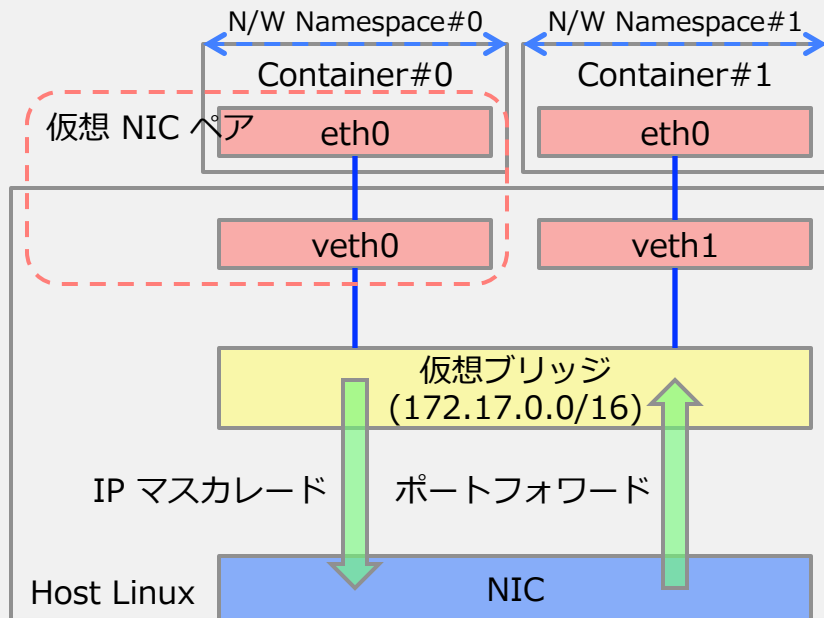 N/W Namespace#0
N/W Namespace#1
Container#0
Container#1
仮想 NIC ペア
eth0
eth0
veth0
veth1
仮想ブリッジ
(172.17.0.0/16)
IP マスカレード
ポートフォワード
Host Linux
NIC